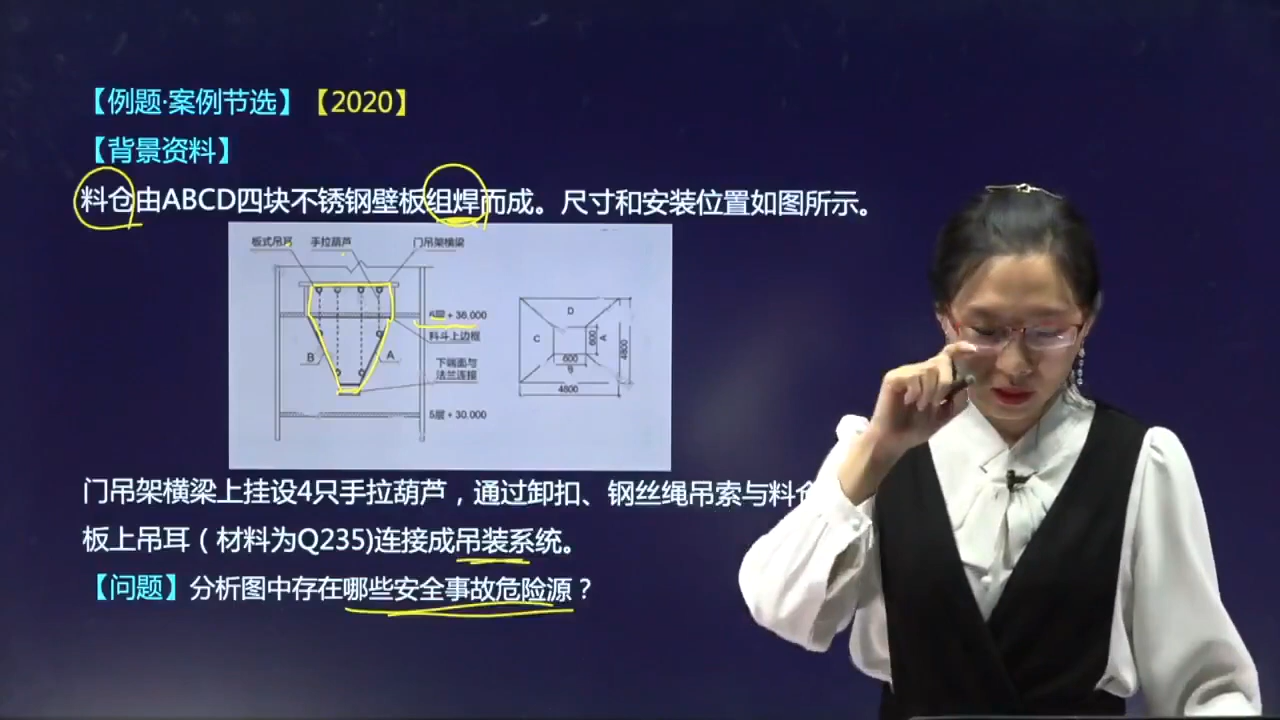 【例题·案例节选】【2020】
【背景资料】
料仓由ABCD四块不锈钢壁板组焊而成。尺寸和安装位置如图所示。
板式吊耳 手拉葫芦 门吊架横梁
6层+36.000
料斗上边框
B A
下端面与
法兰连接
5层+30.000
D
C 600 A 4800
600
B
4800
门吊架横梁上挂设4只手拉葫芦，通过卸扣、钢丝绳吊索与料仓
板上吊耳（材料为Q235)连接成吊装系统。
【问题】分析图中存在哪些安全事故危险源？